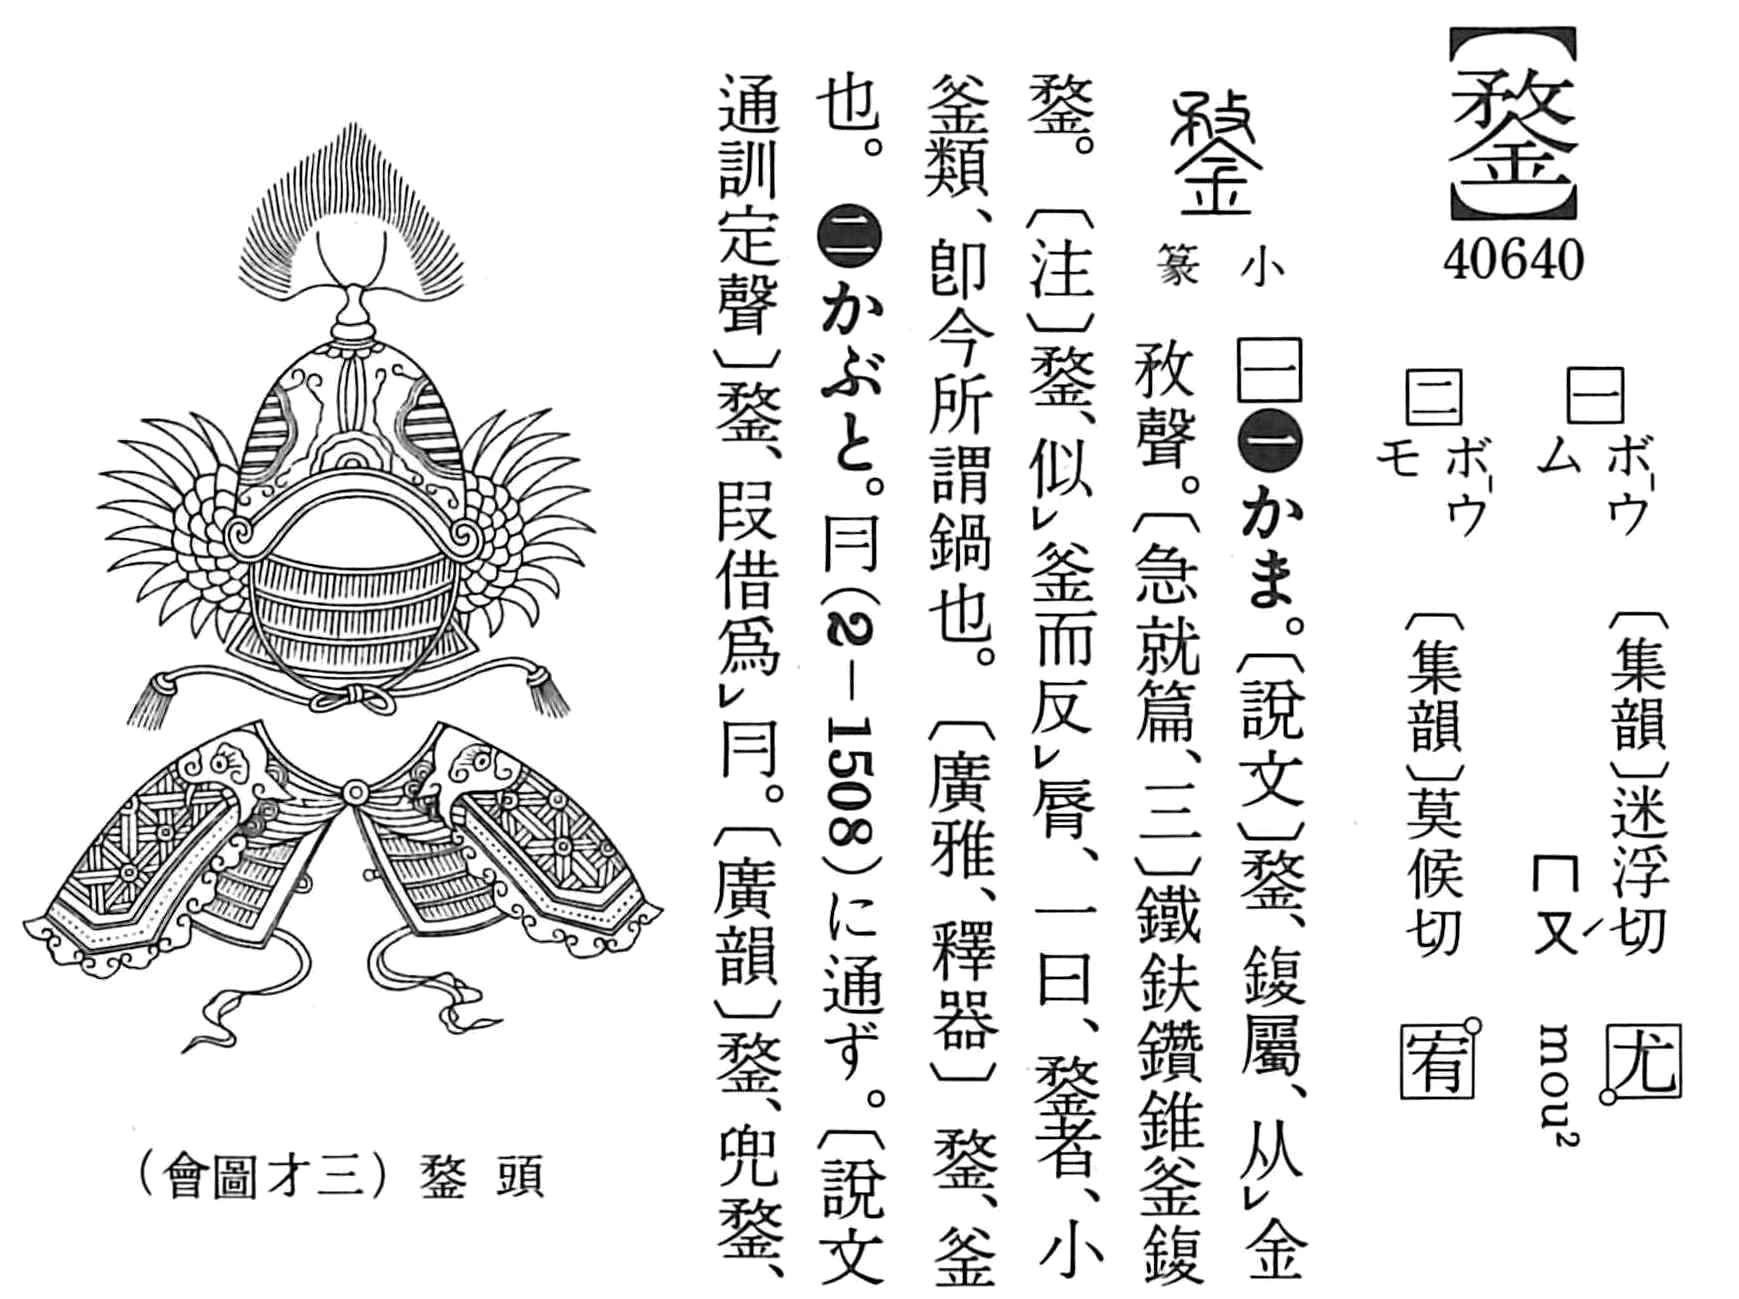 【鍪】
40640
一 ボウ ム 〔集韻〕迷浮切 ㄇㄡˊ 尤 mou²
二 ボウ モ 〔集韻〕莫候切 宥
鍪 小篆
一 ㊀かま。〔說文〕鍪、鍑屬、从㆑金
敄聲。〔急就篇、三〕鐵鈇鑽錐釜鍑
鍪。〔注〕鍪、似㆑釜而反㆑脣、一曰、鍪者、小
釜類、卽今所謂鍋也。〔廣雅、釋器〕鍪、釜
也。㊁かぶと。冃(2-1508)に通ず。〔說文
通訓定聲〕鍪、叚借爲㆑冃。〔廣韻〕鍪、兜鍪、
頭鍪(三才圖會)